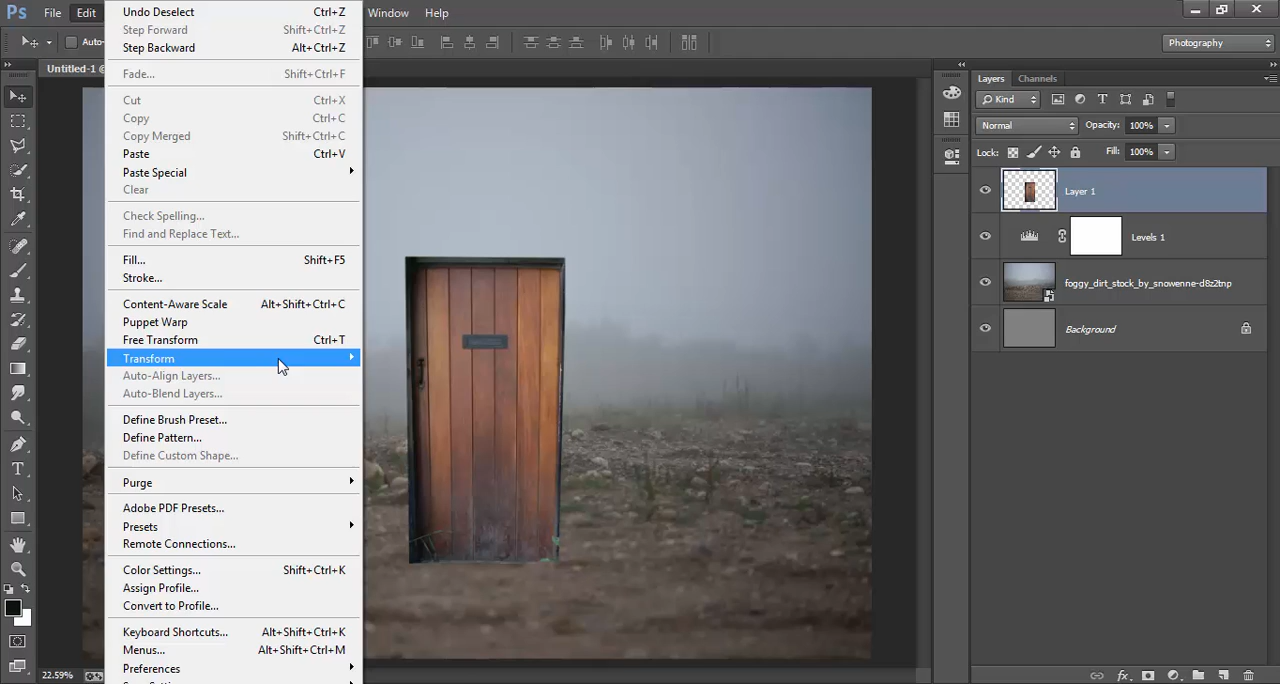 Ps File Edit Window Help
Auto-
Photography
Untitled-1 @
Undo Deselect Ctrl+Z
Step Forward Shift+Ctrl+Z
Step Backward Alt+Ctrl+Z
Fade... Shift+Ctrl+F
Cut Ctrl+X
Copy Ctrl+C
Copy Merged Shift+Ctrl+C
Paste Ctrl+V
Paste Special
Clear
Check Spelling...
Find and Replace Text...
Fill... Shift+F5
Stroke...
Content-Aware Scale Alt+Shift+Ctrl+C
Puppet Warp
Free Transform Ctrl+T
Transform
Auto-Align Layers...
Auto-Blend Layers...
Define Brush Preset...
Define Pattern...
Define Custom Shape...
Purge
Adobe PDF Presets...
Presets
Remote Connections...
Color Settings... Shift+Ctrl+K
Assign Profile...
Convert to Profile...
Keyboard Shortcuts... Alt+Shift+Ctrl+K
Menus... Alt+Shift+Ctrl+M
Preferences
22.59%
Layers Channels
Kind
Normal Opacity: 100%
Lock: Fill: 100%
Layer 1
Levels 1
foggy_dirt_stock_by_snowenne-d8z2tnp
Background
fx